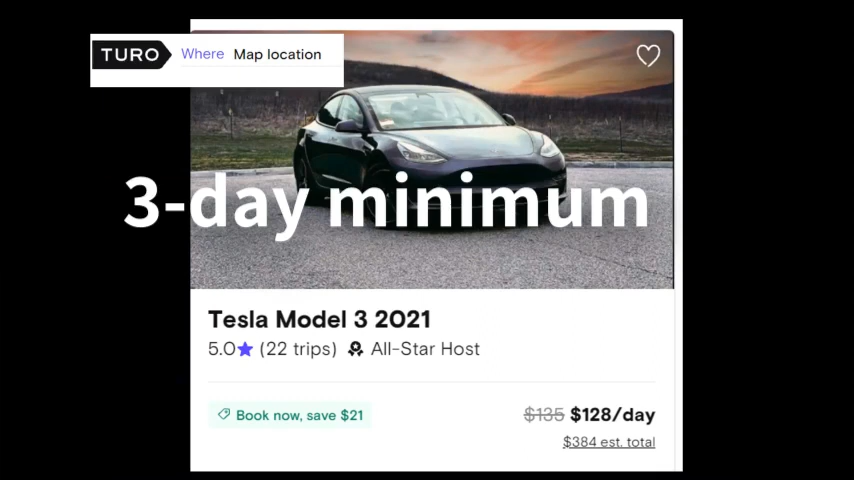 TURO Where Map location
3-day minimum
Tesla Model 3 2021
5.0 (22 trips) All-Star Host
Book now, save $21
$135 $128/day
$384 est. total